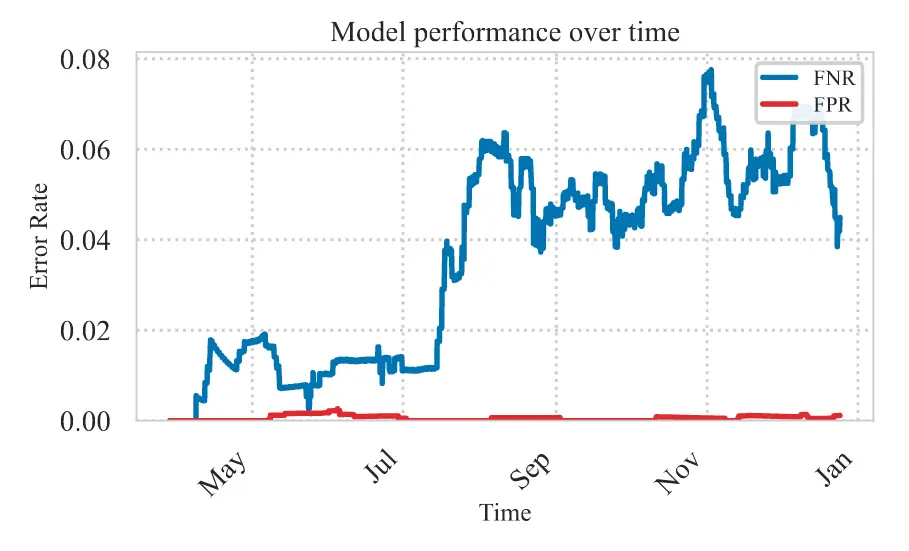 Model performance over time
FNR
FPR
Error Rate
0.08
0.06
0.04
0.02
0.00
May
Jul
Sep
Nov
Jan
Time